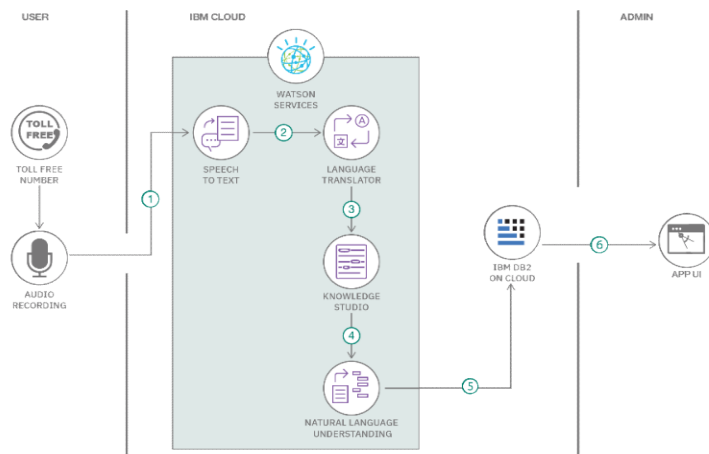 USER
IBM CLOUD
ADMIN
WATSON
SERVICES
TOLL
FREE
TOLL FREE
NUMBER
1
SPEECH
TO TEXT
2
A
文
LANGUAGE
TRANSLATOR
3
AUDIO
RECORDING
KNOWLEDGE
STUDIO
4
NATURAL LANGUAGE
UNDERSTANDING
5
IBM DB2
ON CLOUD
6
APP UI